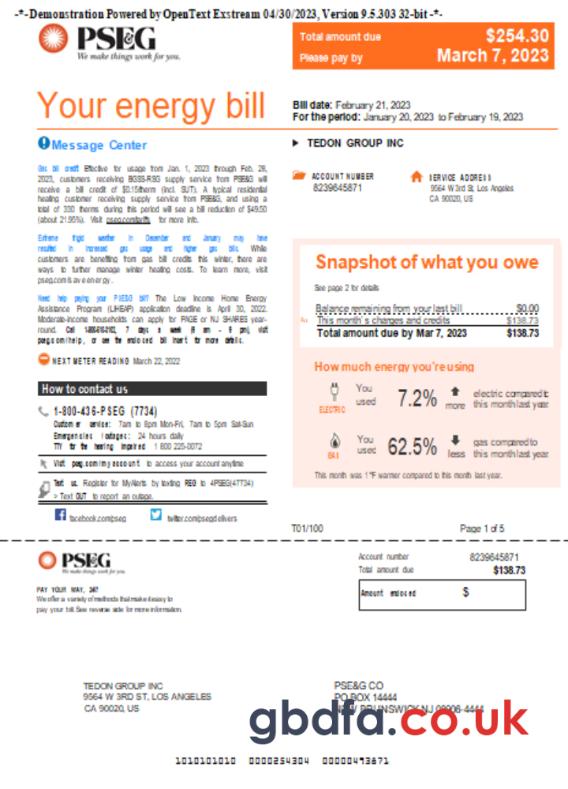 -*-Demonstration Powered by OpenText Exstream 04/30/2023, Version 9.5.303 32-bit -*-
PSEG
We make things work for you.
Total amount due $254.30
Please pay by March 7, 2023
Your energy bill
Bill date: February 21, 2023
For the period: January 20, 2023 to February 19, 2023
Message Center
Gas bill credit Effective for usage from Jan. 1, 2023 through Feb. 28,
2023, customers receiving BGSS-RSG supply service from PSE&G will
receive a bill credit of $0.15/therm (incl. SUT). A typical residential
heating customer receiving supply service from PSE&G, and using a
total of 330 therms during this period will see a bill reduction of $49.50
(about 21.95%). Visit pseg.com/tariffs for more info.
Extreme frigid weather in December and January may have
resulted in increased gas usage and higher gas bills. While
customers are benefiting from gas bill credits this winter, there are
ways to further manage winter heating costs. To learn more, visit
Need help paying your PSE&G bill? The Low Income Home Energy
Assistance Program (LIHEAP) application deadline is April 30, 2022.
Moderate-income households can apply for PAGE or NJ SHARES year-
round. Call 7 days a week visit
pseg.com/help, or see the enclosed bill insert for more details.
NEXT METER READING March 22, 2022
How to contact us
1-800-436-PSEG (7734)
Customer service: 7am to 8pm Mon-Fri, 7am to 5pm Sat-Sun
Emergencies /outages: 24 hours daily
TTY for the hearing impaired 1 800 225-0072
Visit pseg.com/myaccount to access your account anytime
Text us. Register for MyAlerts by texting REG to 4PSEG(47734)
> Text OUT to report an outage.
facebook.com/pseg twitter.com/psegdelivers
TEDON GROUP INC
ACCOUNT NUMBER
8239645871
SERVICE ADDRESS
9564 W 3rd St, Los Angeles
CA 90020, US
Snapshot of what you owe
See page 2 for details
Balance remaining from your last bill $0.00
This month's charges and credits $138.73
Total amount due by Mar 7, 2023 $138.73
How much energy you're using
ELECTRIC You used 7.2% more electric compared to this month last year
GAS You used 62.5% less gas compared to this month last year
This month was 1°F warmer compared to this month last year.
T01/100 Page 1 of 5
PSEG
We make things work for you.
PAY YOUR WAY, 24/7
We offer a variety of methods that make it easy to
pay your bill. See reverse side for more information.
Account number 8239645871
Total amount due $138.73
Amount enclosed $
TEDON GROUP INC
9564 W 3RD ST, LOS ANGELES
CA 90020, US
PSE&G CO
PO BOX 14444
NEW BRUNSWICK NJ 08906-4444
gbdfa.co.uk
1010101010 0000254304 00000493671